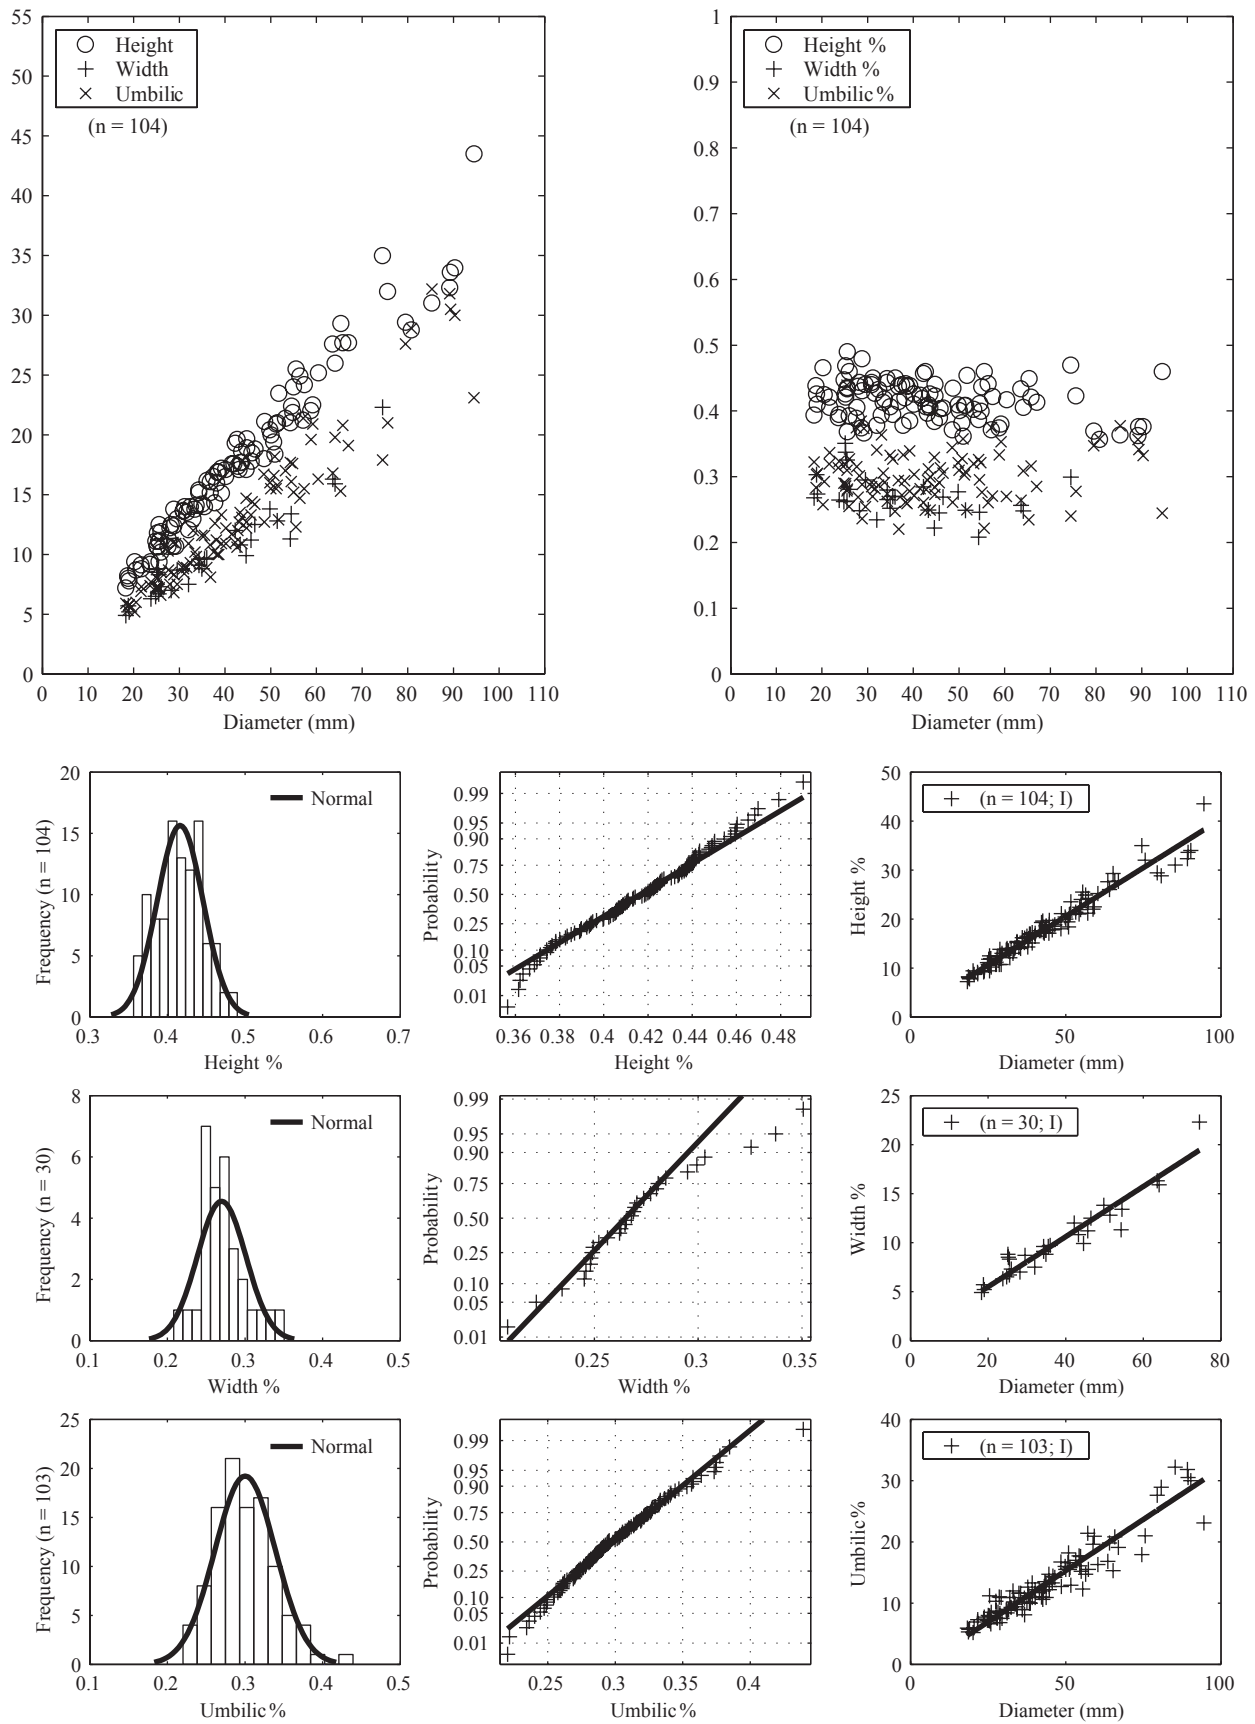 55
50
45
40
35
30
25
20
15
10
5
0
Height
Width
Umbilic
(n = 104)
0 10 20 30 40 50 60 70 80 90 100 110
Diameter (mm)
1
0.9
0.8
0.7
0.6
0.5
0.4
0.3
0.2
0.1
0
Height %
Width %
Umbilic %
(n = 104)
0 10 20 30 40 50 60 70 80 90 100 110
Diameter (mm)
Frequency (n = 104)
20
15
10
5
0
Normal
0.3 0.4 0.5 0.6 0.7
Height %
Probability
0.99
0.95
0.90
0.75
0.50
0.25
0.10
0.05
0.01
0.36 0.38 0.4 0.42 0.44 0.46 0.48
Height %
Height %
50
40
30
20
10
0
(n = 104; I)
0 50 100
Diameter (mm)
Frequency (n = 30)
8
6
4
2
0
Normal
0.1 0.2 0.3 0.4 0.5
Width %
Probability
0.99
0.95
0.90
0.75
0.50
0.25
0.10
0.05
0.01
0.25 0.3 0.35
Width %
Width %
25
20
15
10
5
0
(n = 30; I)
0 20 40 60 80
Diameter (mm)
Frequency (n = 103)
25
20
15
10
5
0
Normal
0.1 0.2 0.3 0.4 0.5
Umbilic %
Probability
0.99
0.95
0.90
0.75
0.50
0.25
0.10
0.05
0.01
0.25 0.3 0.35 0.4
Umbilic %
Umbilic %
40
30
20
10
0
(n = 103; I)
0 50 100
Diameter (mm)